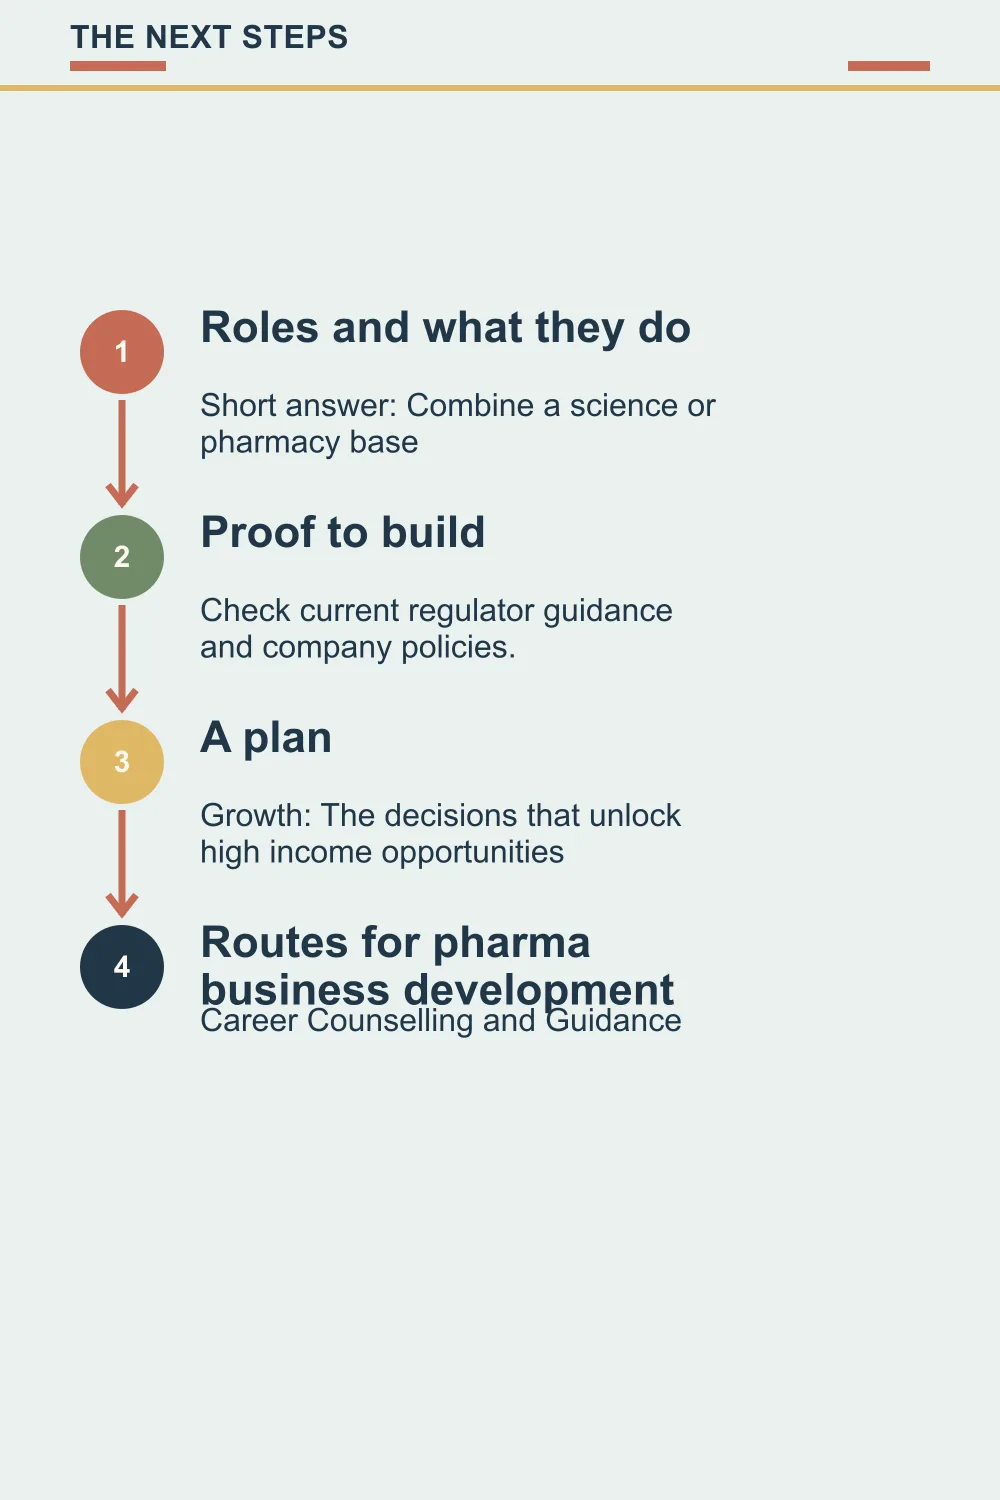 THE NEXT STEPS
1
Roles and what they do
Short answer: Combine a science or
pharmacy base
2
Proof to build
Check current regulator guidance
and company policies.
3
A plan
Growth: The decisions that unlock
high income opportunities
4
Routes for pharma
business development
Career Counselling and Guidance